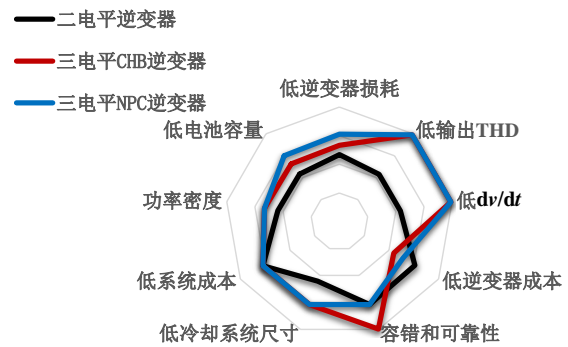 二电平逆变器
三电平CHB逆变器
三电平NPC逆变器
低逆变器损耗
低电池容量
低输出THD
功率密度
低dv/dt
低系统成本
低逆变器成本
低冷却系统尺寸
容错和可靠性